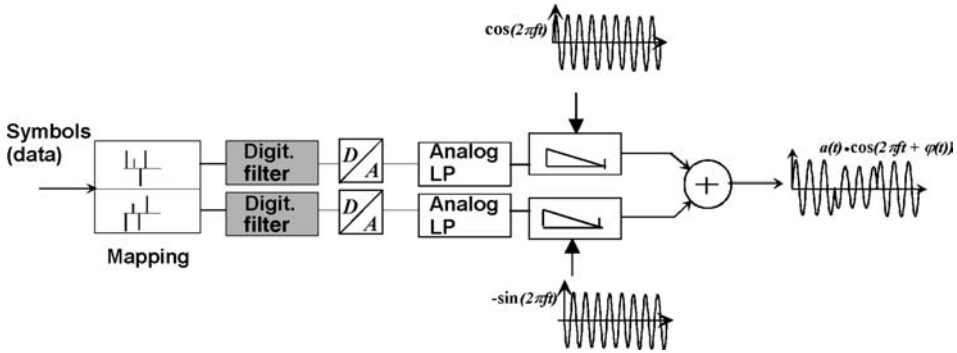 cos(2πft)
Symbols
(data)
Digit.
filter
D/A
Analog
LP
a(t)•cos(2πft + φ(t))
+
Digit.
filter
D/A
Analog
LP
Mapping
-sin(2πft)